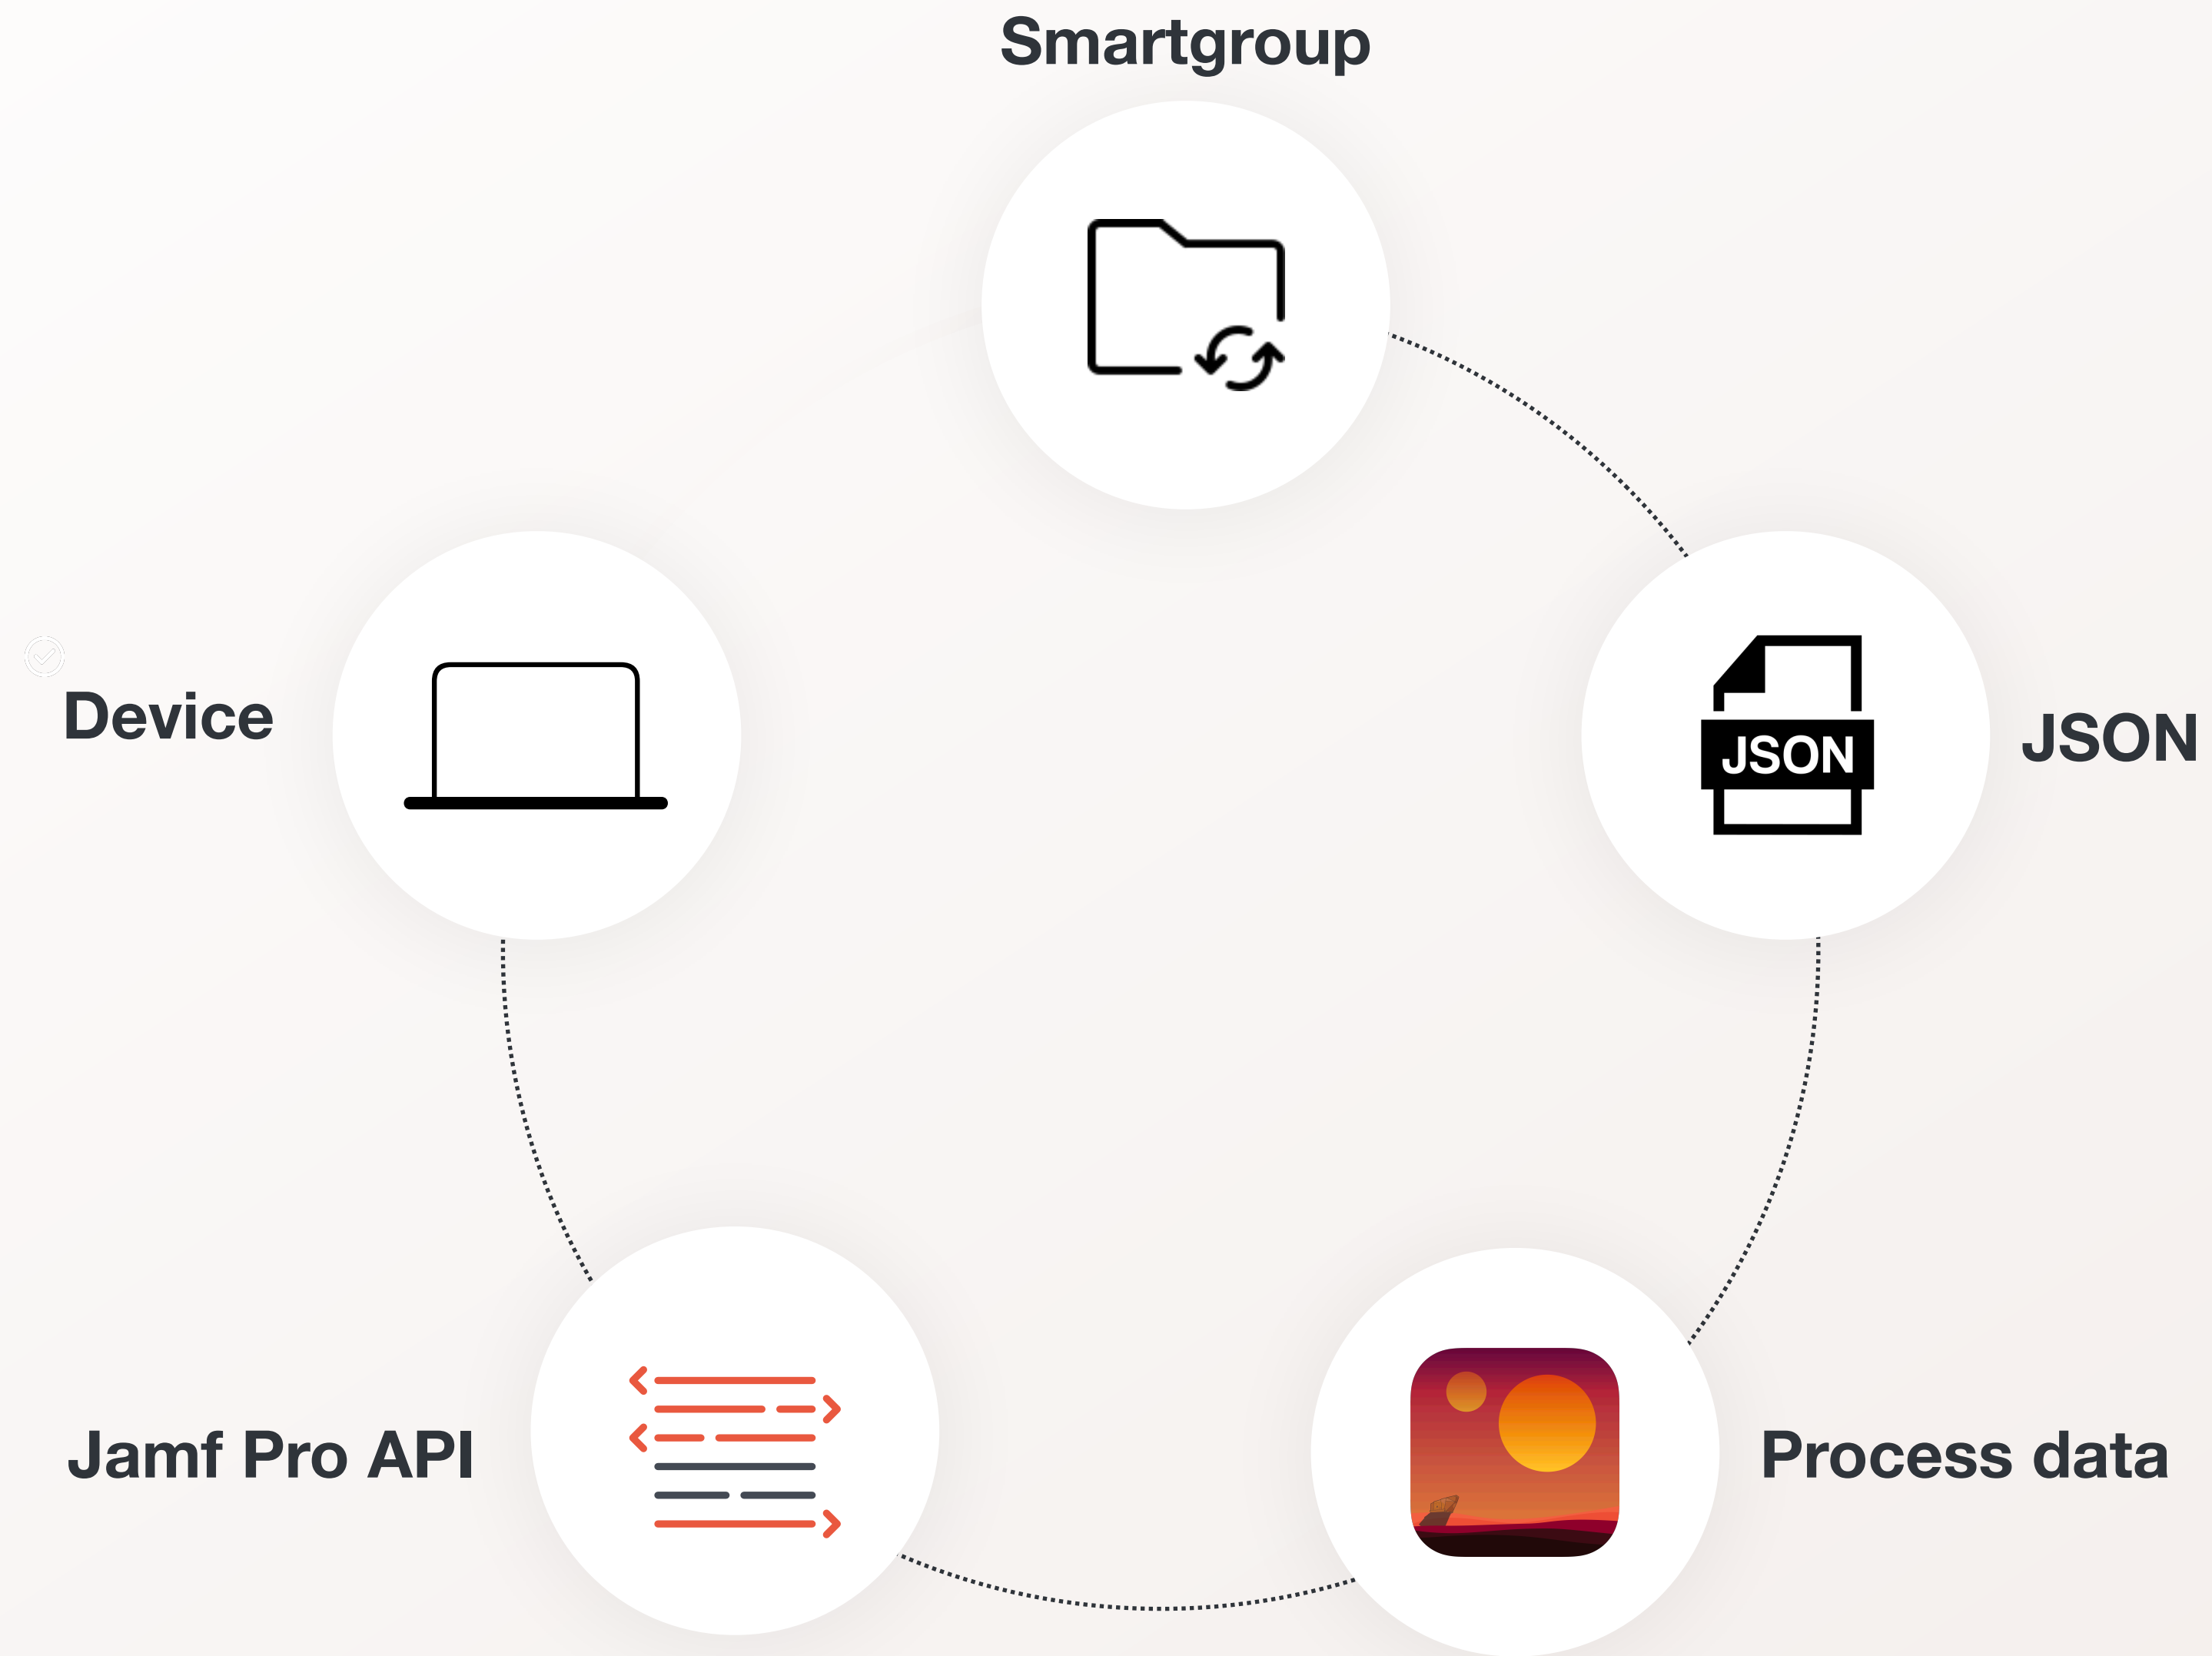 Smartgroup
Device
JSON
JSON
Jamf Pro API
Process data